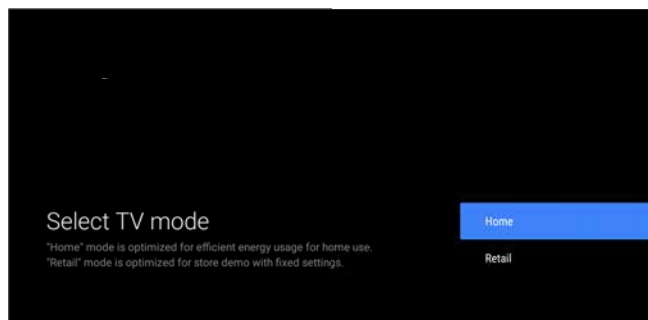 Select TV mode
"Home" mode is optimized for efficient energy usage for home use.
"Retail" mode is optimized for store demo with fixed settings.
Home
Retail